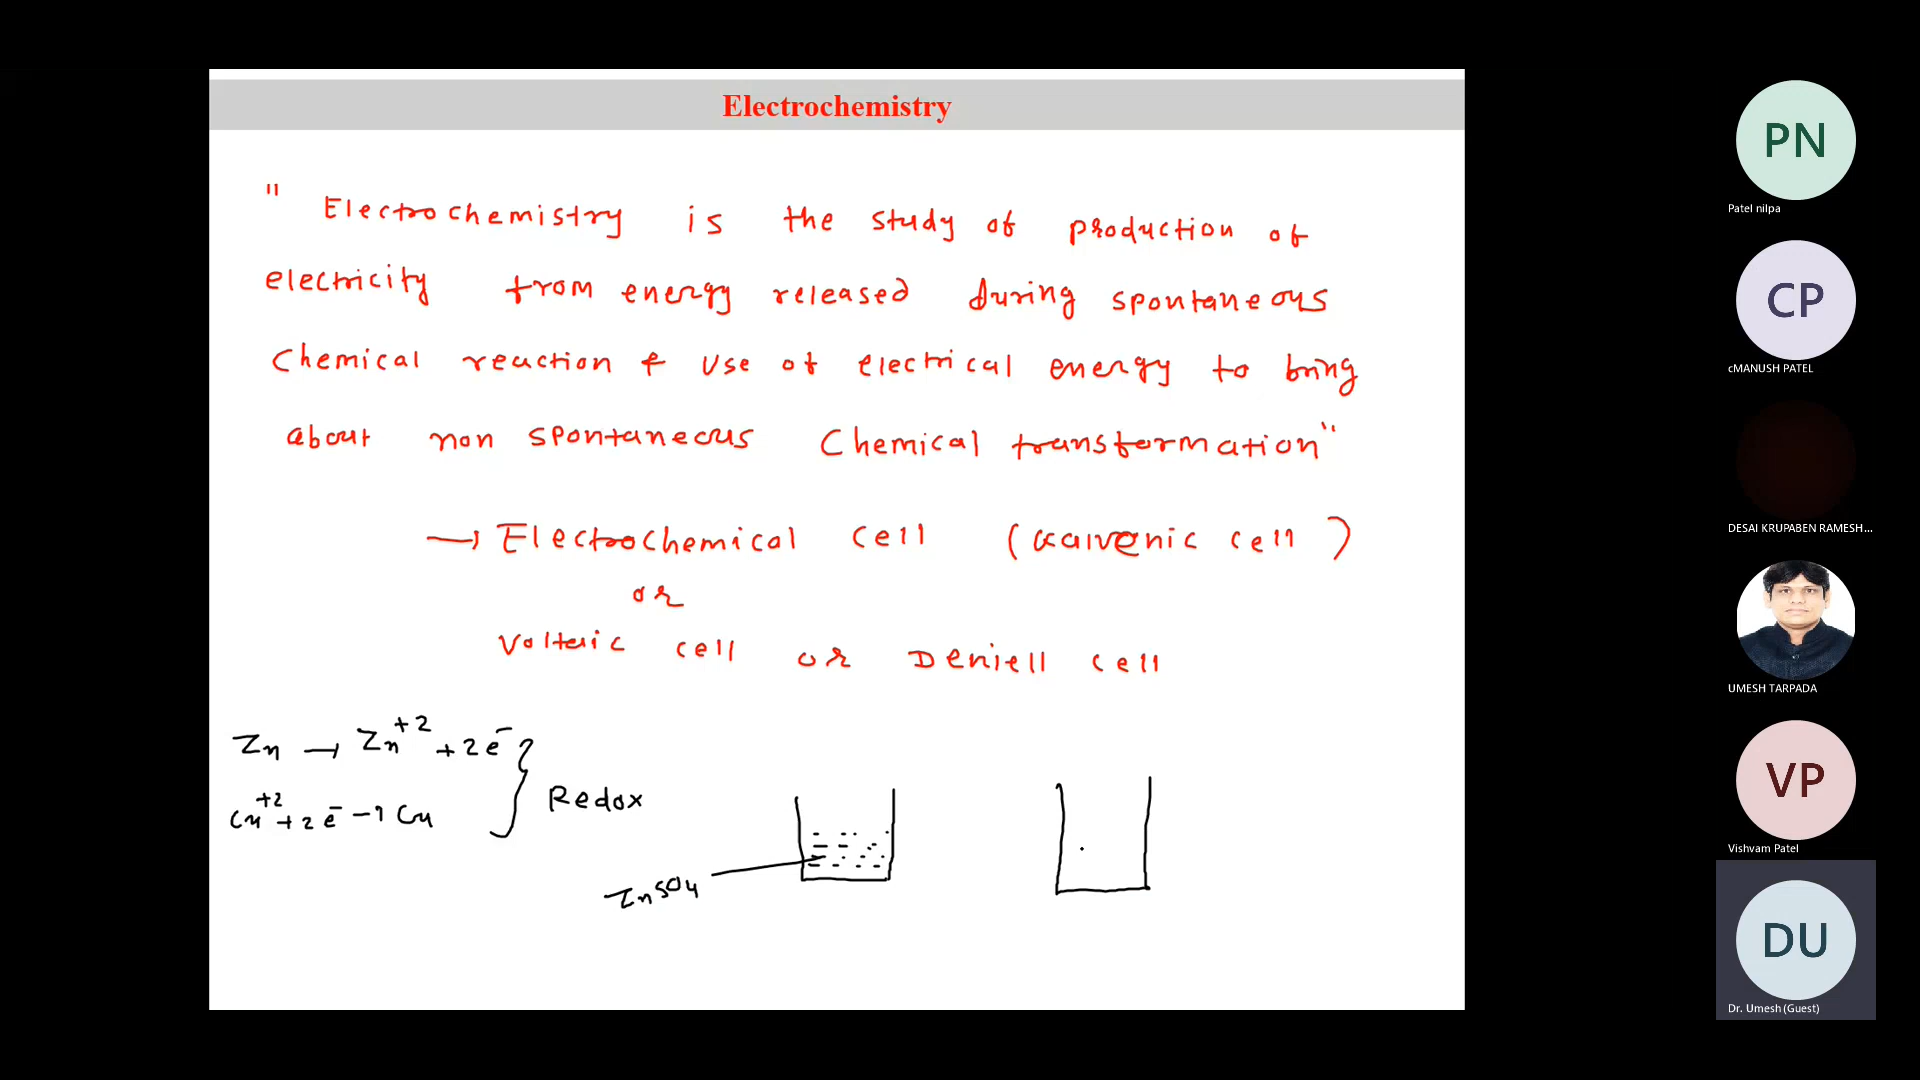 Electrochemistry
" Electrochemistry is the study of production of
electricity from energy released during spontaneous
Chemical reaction & use of electrical energy to bring
about non spontaneous Chemical transformation"
→ Electrochemical cell (Galvenic cell)
or
Voltaic cell or Deniell cell
Zn → Zn+2 + 2e-
Cu+2 + 2e- → Cu
Redox
ZnSO4
PN
Patel nilpa
CP
cMANUSH PATEL
DESAI KRUPABEN RAMESH...
UMESH TARPADA
VP
Vishvam Patel
DU
Dr. Umesh (Guest)